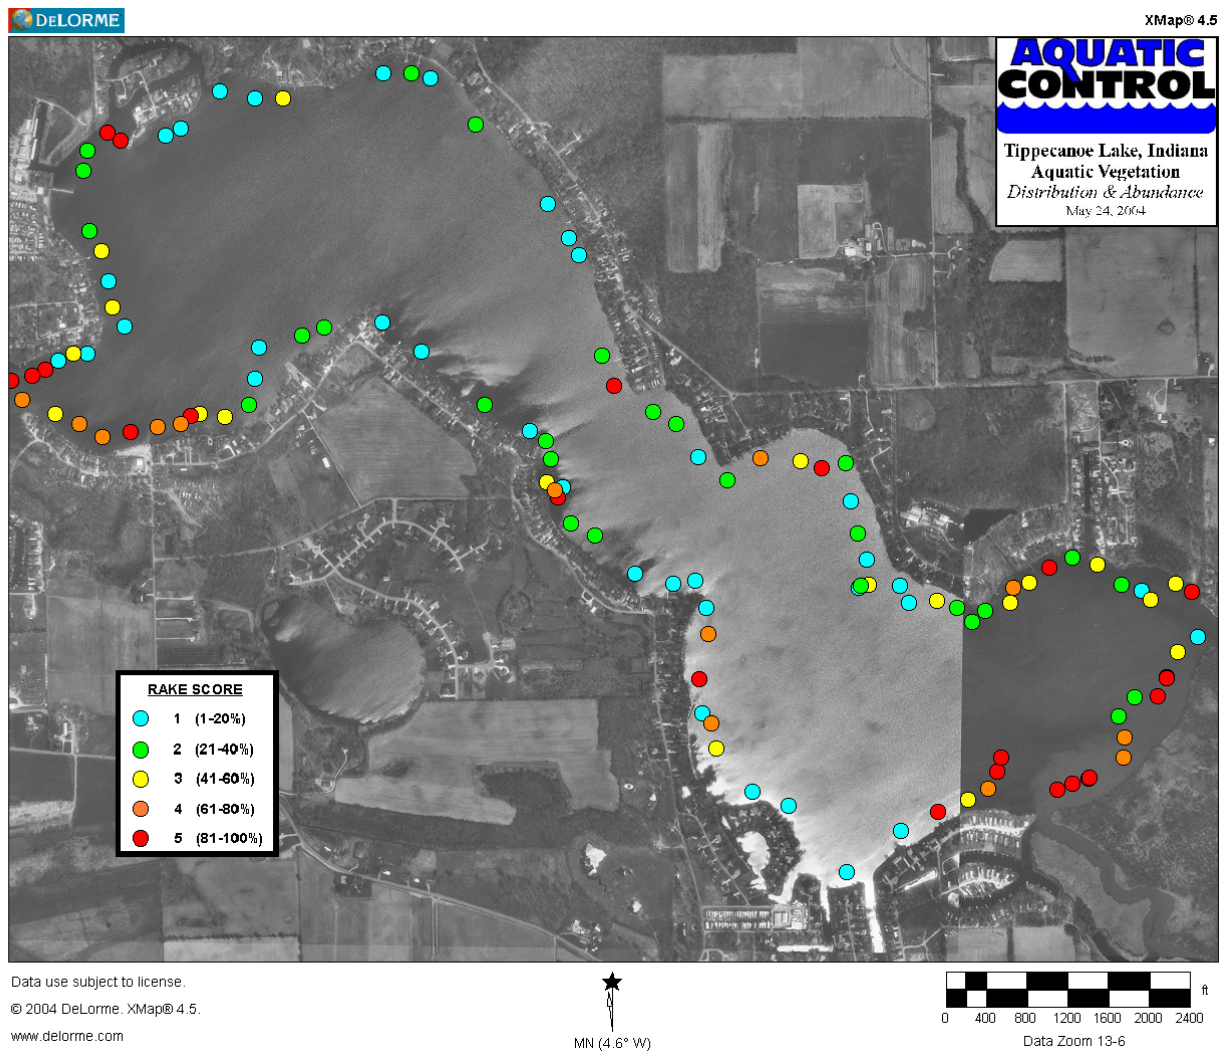 DELORME
XMap® 4.5
AQUATIC
CONTROL
Tippecanoe Lake, Indiana
Aquatic Vegetation
Distribution & Abundance
May 24, 2004
RAKE SCORE
1 (1-20%)
2 (21-40%)
3 (41-60%)
4 (61-80%)
5 (81-100%)
Data use subject to license.
© 2004 DeLorme. XMap® 4.5.
www.delorme.com
MN (4.6° W)
ft
0 400 800 1200 1600 2000 2400
Data Zoom 13-6